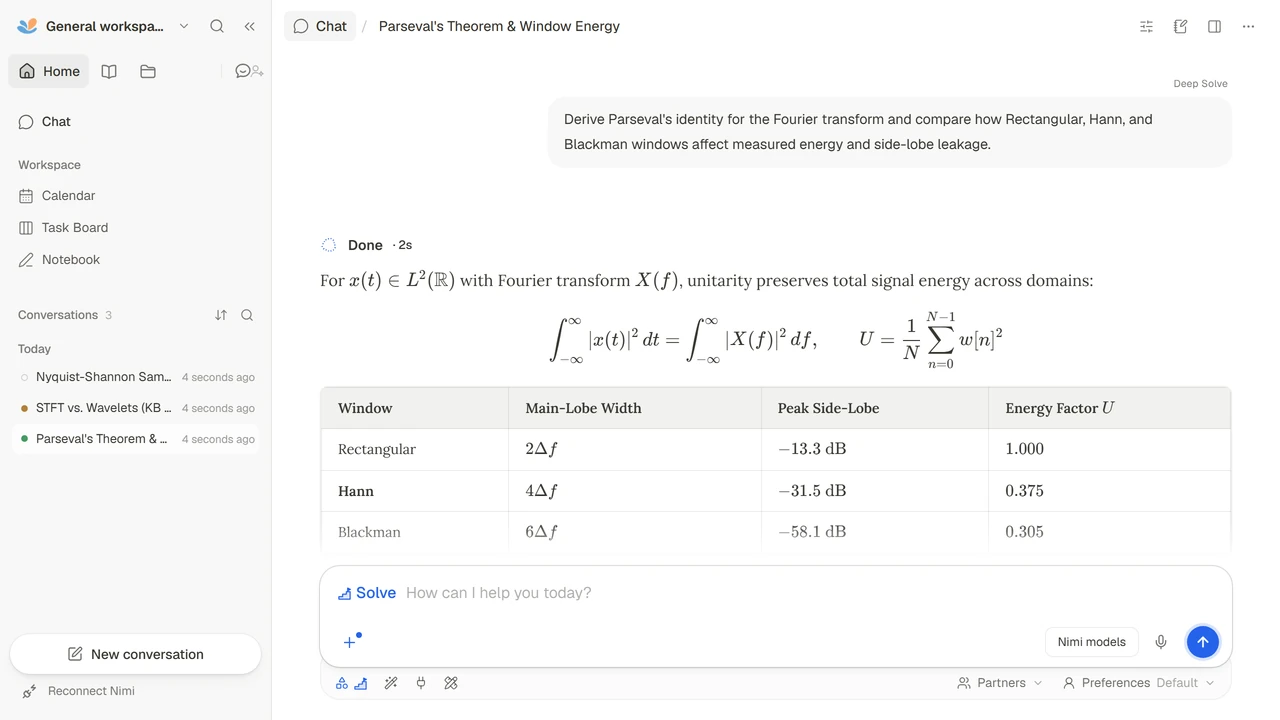 General workspa...
Chat / Parseval's Theorem & Window Energy
Home
Chat
Workspace
Calendar
Task Board
Notebook
Conversations 3
Today
Nyquist-Shannon Sam... 4 seconds ago
STFT vs. Wavelets (KB ... 4 seconds ago
Parseval's Theorem & ... 4 seconds ago
New conversation
Reconnect Nimi
Deep Solve
Derive Parseval's identity for the Fourier transform and compare how Rectangular, Hann, and
Blackman windows affect measured energy and side-lobe leakage.
Done · 2s
For x(t) ∈ L²(ℝ) with Fourier transform X(f), unitarity preserves total signal energy across domains:
∫_{−∞}^{∞} |x(t)|² dt = ∫_{−∞}^{∞} |X(f)|² df, U = \frac{1}{N} ∑_{n=0}^{N−1} w[n]²
Window Main-Lobe Width Peak Side-Lobe Energy Factor U
Rectangular 2Δf −13.3 dB 1.000
Hann 4Δf −31.5 dB 0.375
Blackman 6Δf −58.1 dB 0.305
Solve How can I help you today?
Nimi models
Partners Preferences Default